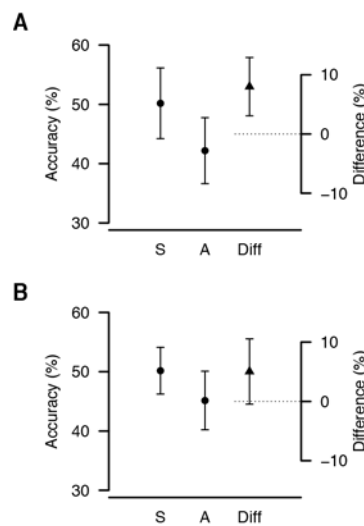 A
60
50
40
30
Accuracy (%)
10
0
−10
Difference (%)
S A Diff
B
60
50
40
30
Accuracy (%)
10
0
−10
Difference (%)
S A Diff